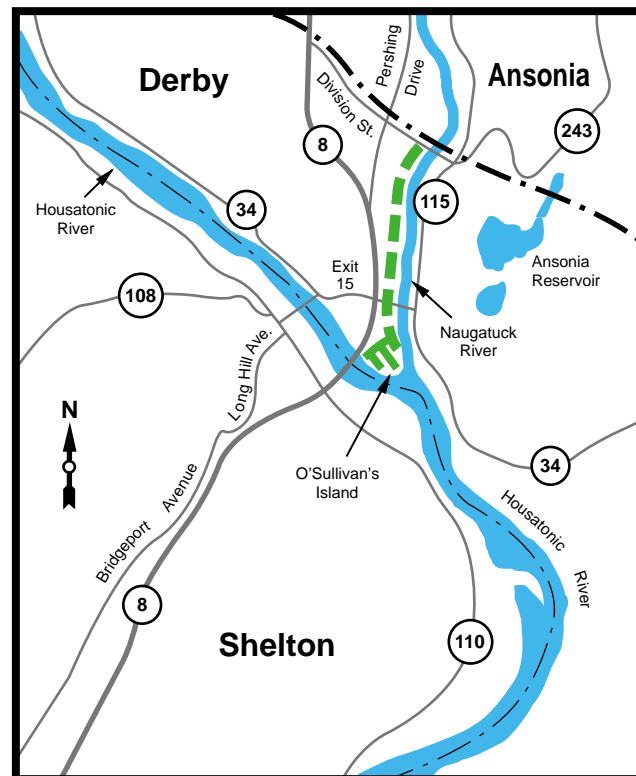 Derby
Pershing
Drive
Ansonia
Division St.
8
243
Housatonic
River
34
115
Ansonia
Reservoir
108
Exit
15
Naugatuck
River
Long Hill Ave.
N
O'Sullivan's
Island
34
Bridgeport Avenue
Housatonic
River
8
Shelton
110